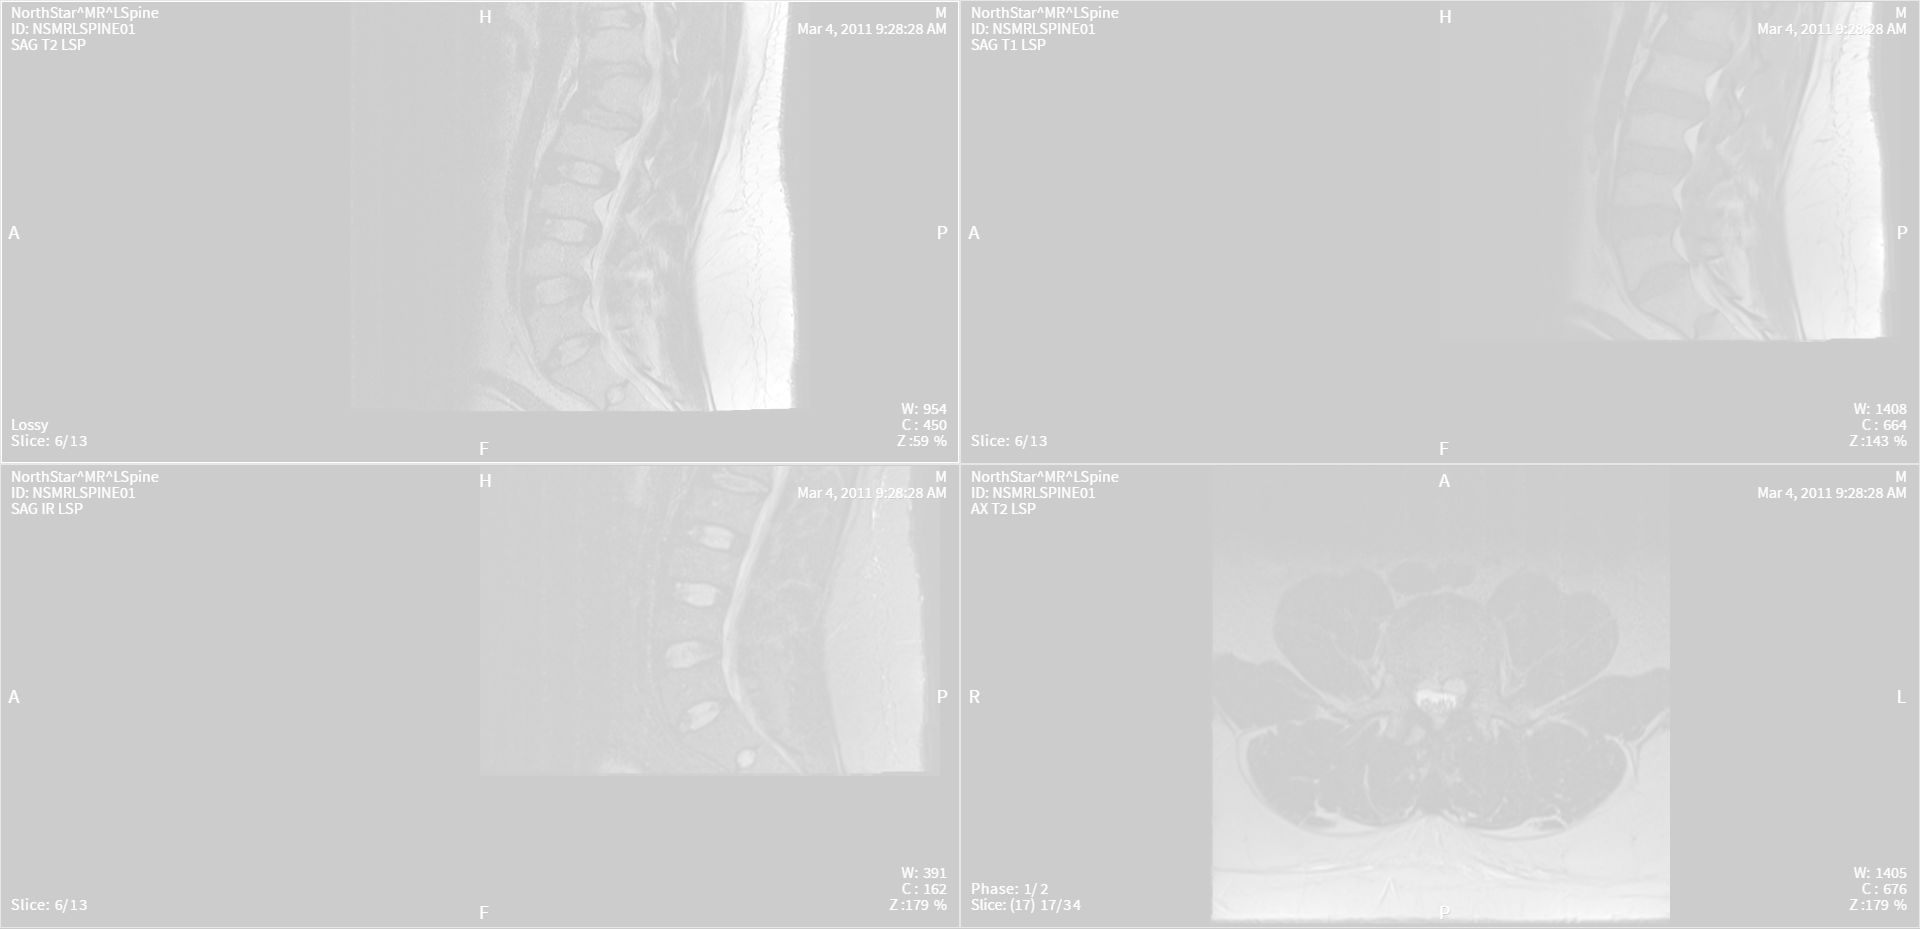 NorthStar^MR^LSpine
ID: NSMRLSPINE01
SAG T2 LSP
H
M
Mar 4, 2011 9:28:28 AM
A
P
Lossy
Slice: 6/13
F
W: 954
C : 450
Z :59 %
NorthStar^MR^LSpine
ID: NSMRLSPINE01
SAG T1 LSP
H
M
Mar 4, 2011 9:28:28 AM
A
P
Slice: 6/13
F
W: 1408
C : 664
Z :143 %
NorthStar^MR^LSpine
ID: NSMRLSPINE01
SAG IR LSP
H
M
Mar 4, 2011 9:28:28 AM
A
P
Slice: 6/13
F
W: 391
C : 162
Z :179 %
NorthStar^MR^LSpine
ID: NSMRLSPINE01
AX T2 LSP
A
M
Mar 4, 2011 9:28:28 AM
R
L
Phase: 1/ 2
Slice: (17) 17/34
P
W: 1405
C : 676
Z :179 %